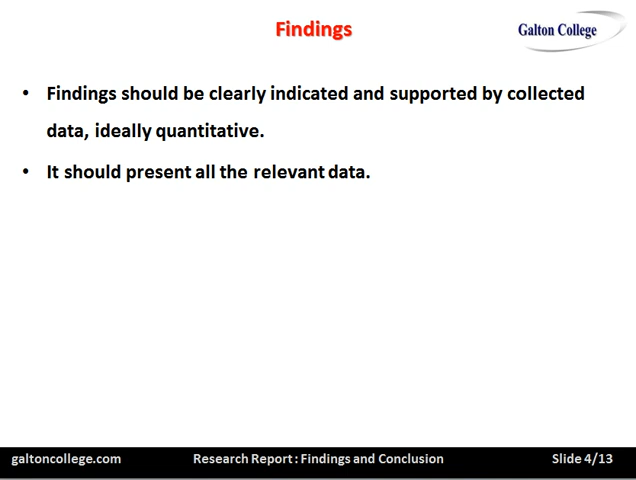 Findings
Galton College
• Findings should be clearly indicated and supported by collected
data, ideally quantitative.
• It should present all the relevant data.
galtoncollege.com
Research Report : Findings and Conclusion
Slide 4/13